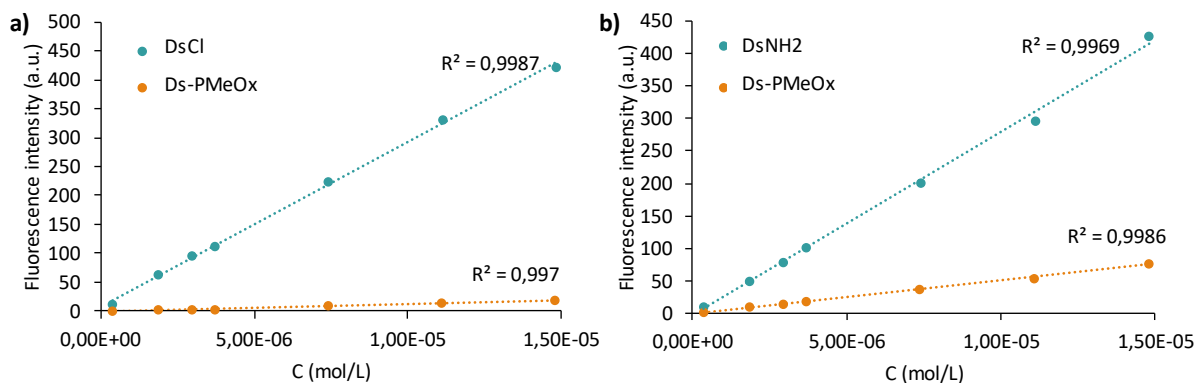 a)
DsCl
Ds-PMeOx
R² = 0,9987
R² = 0,997
Fluorescence intensity (a.u.)
500
450
400
350
300
250
200
150
100
50
0
0,00E+00 5,00E-06 1,00E-05 1,50E-05
C (mol/L)
b)
DsNH2
Ds-PMeOx
R² = 0,9969
R² = 0,9986
Fluorescence intensity (a.u.)
450
400
350
300
250
200
150
100
50
0
0,00E+00 5,00E-06 1,00E-05 1,50E-05
C (mol/L)